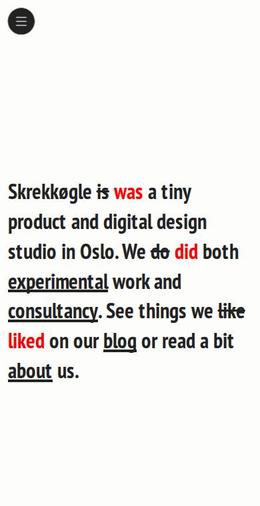 Skrekkøgle is was a tiny
product and digital design
studio in Oslo. We do did both
experimental work and
consultancy. See things we like
liked on our blog or read a bit
about us.